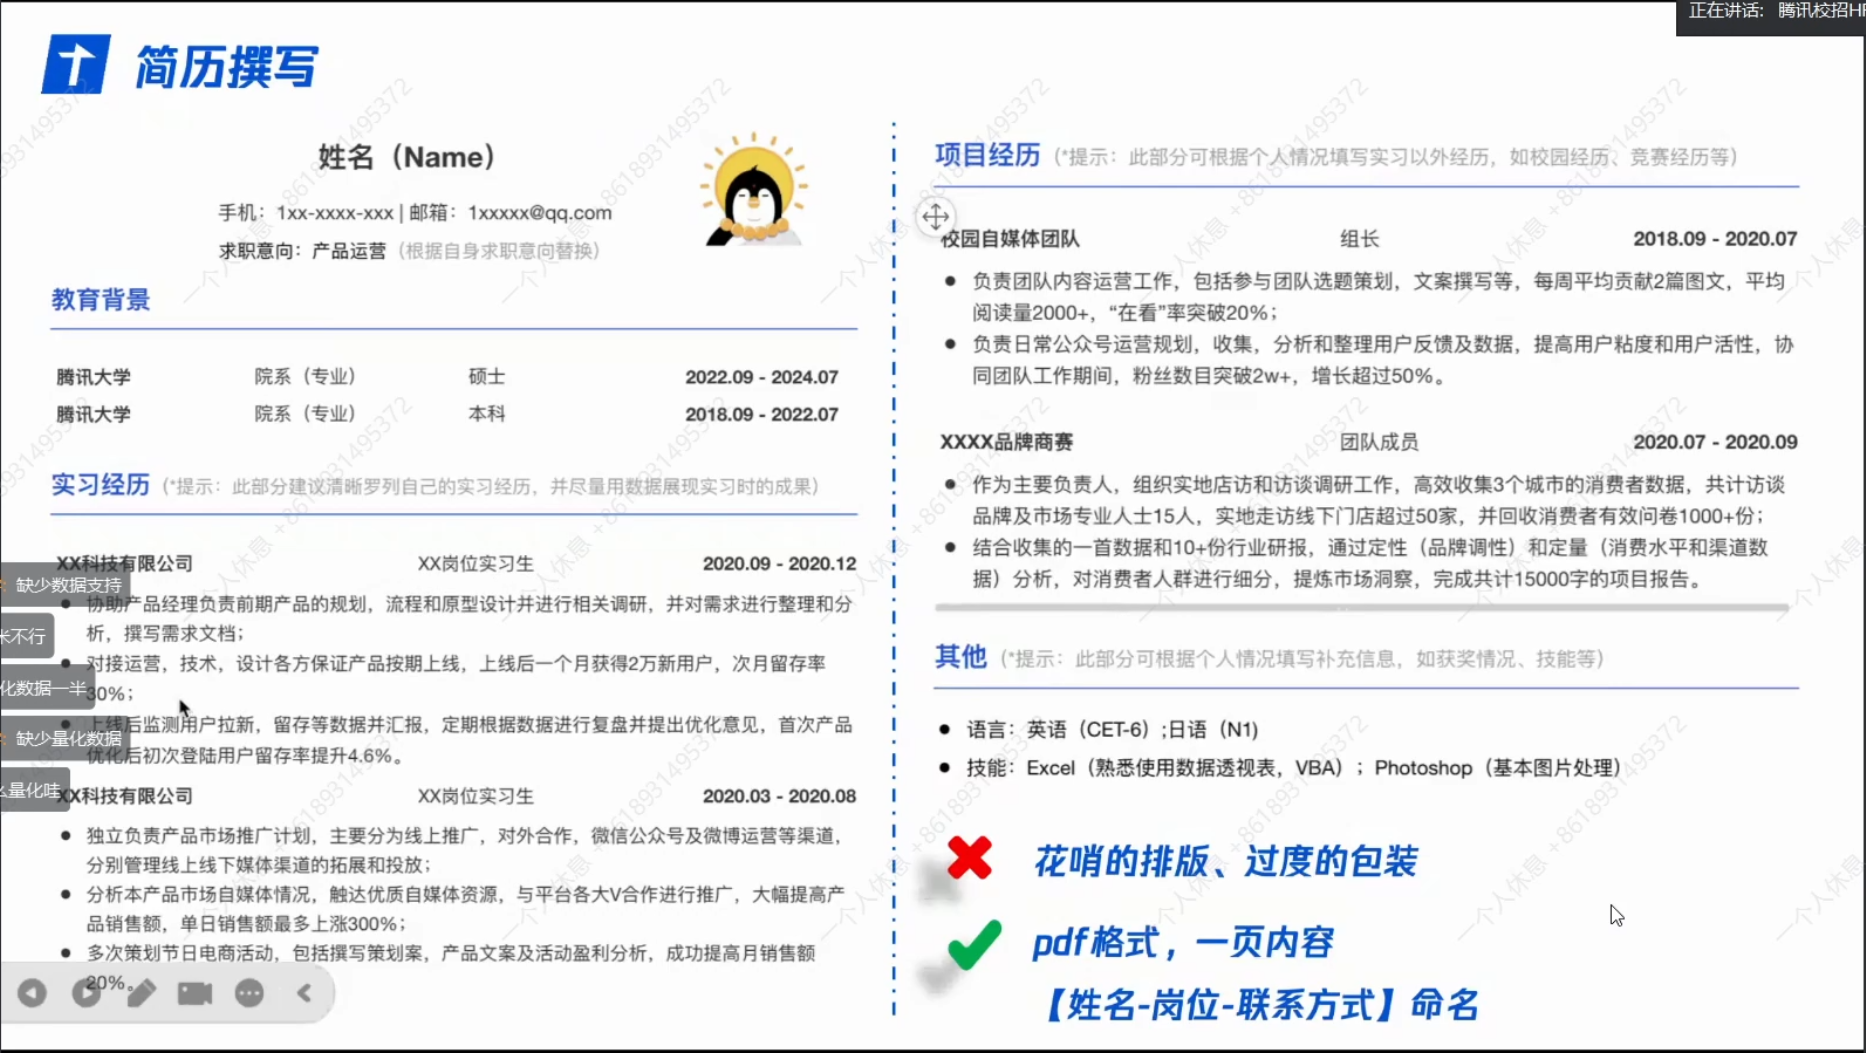 正在讲话: 腾讯校招HR
简历撰写
姓名（Name）
手机：1xx-xxxx-xxx | 邮箱：1xxxxx@qq.com
求职意向：产品运营（根据自身求职意向替换）
教育背景
腾讯大学 院系（专业） 硕士 2022.09 - 2024.07
腾讯大学 院系（专业） 本科 2018.09 - 2022.07
实习经历（*提示：此部分建议清晰罗列自己的实习经历，并尽量用数据展现实习时的成果）
XX科技有限公司 XX岗位实习生 2020.09 - 2020.12
缺少数据支持
协助产品经理负责前期产品的规划，流程和原型设计并进行相关调研，并对需求进行整理和分
析，撰写需求文档；
不行
对接运营，技术，设计各方保证产品按期上线，上线后一个月获得2万新用户，次月留存率
化数据一半
30%；
上线后监测用户拉新，留存等数据并汇报，定期根据数据进行复盘并提出优化意见，首次产品
缺少量化数据
优化后初次登陆用户留存率提升4.6%。
量化哇
XX科技有限公司 XX岗位实习生 2020.03 - 2020.08
独立负责产品市场推广计划，主要分为线上推广，对外合作，微信公众号及微博运营等渠道，
分别管理线上线下媒体渠道的拓展和投放；
分析本产品市场自媒体情况，触达优质自媒体资源，与平台各大V合作进行推广，大幅提高产
品销售额，单日销售额最多上涨300%；
多次策划节日电商活动，包括撰写策划案，产品文案及活动盈利分析，成功提高月销售额
20%。
项目经历（*提示：此部分可根据个人情况填写实习以外经历，如校园经历、竞赛经历等）
校园自媒体团队 组长 2018.09 - 2020.07
负责团队内容运营工作，包括参与团队选题策划，文案撰写等，每周平均贡献2篇图文，平均
阅读量2000+，“在看”率突破20%；
负责日常公众号运营规划，收集，分析和整理用户反馈及数据，提高用户粘度和用户活性，协
同团队工作期间，粉丝数目突破2w+，增长超过50%。
XXXX品牌商赛 团队成员 2020.07 - 2020.09
作为主要负责人，组织实地店访和访谈调研工作，高效收集3个城市的消费者数据，共计访谈
品牌及市场专业人士15人，实地走访线下门店超过50家，并回收消费者有效问卷1000+份；
结合收集的一首数据和10+份行业研报，通过定性（品牌调性）和定量（消费水平和渠道数
据）分析，对消费者人群进行细分，提炼市场洞察，完成共计15000字的项目报告。
其他（*提示：此部分可根据个人情况填写补充信息，如获奖情况、技能等）
语言：英语（CET-6）;日语（N1)
技能：Excel（熟悉使用数据透视表，VBA）；Photoshop（基本图片处理）
花哨的排版、过度的包装
pdf格式，一页内容
【姓名-岗位-联系方式】命名
一个人休息 +8618931495372